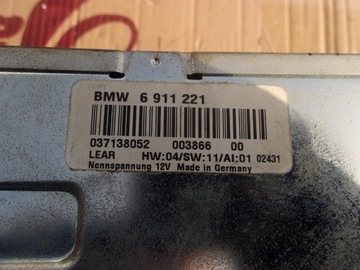 BMW 6 911 221
037138052 003866 00
LEAR HW:04/SW:11/AI:01 02431
Nennspannung 12V Made in Germany